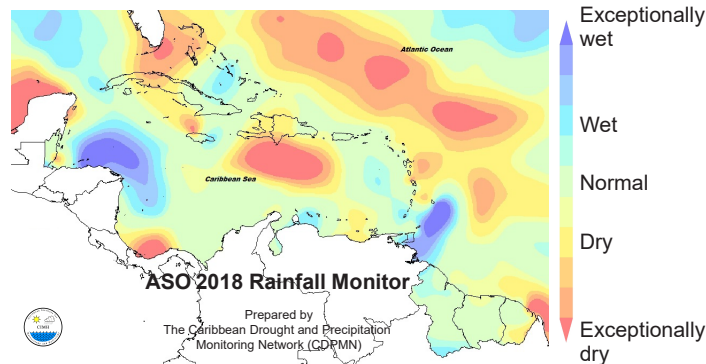 Atlantic Ocean
Caribbean Sea
ASO 2018 Rainfall Monitor
Prepared by
The Caribbean Drought and Precipitation
Monitoring Network (CDPMN)
CIMH
Exceptionally
wet
Wet
Normal
Dry
Exceptionally
dry